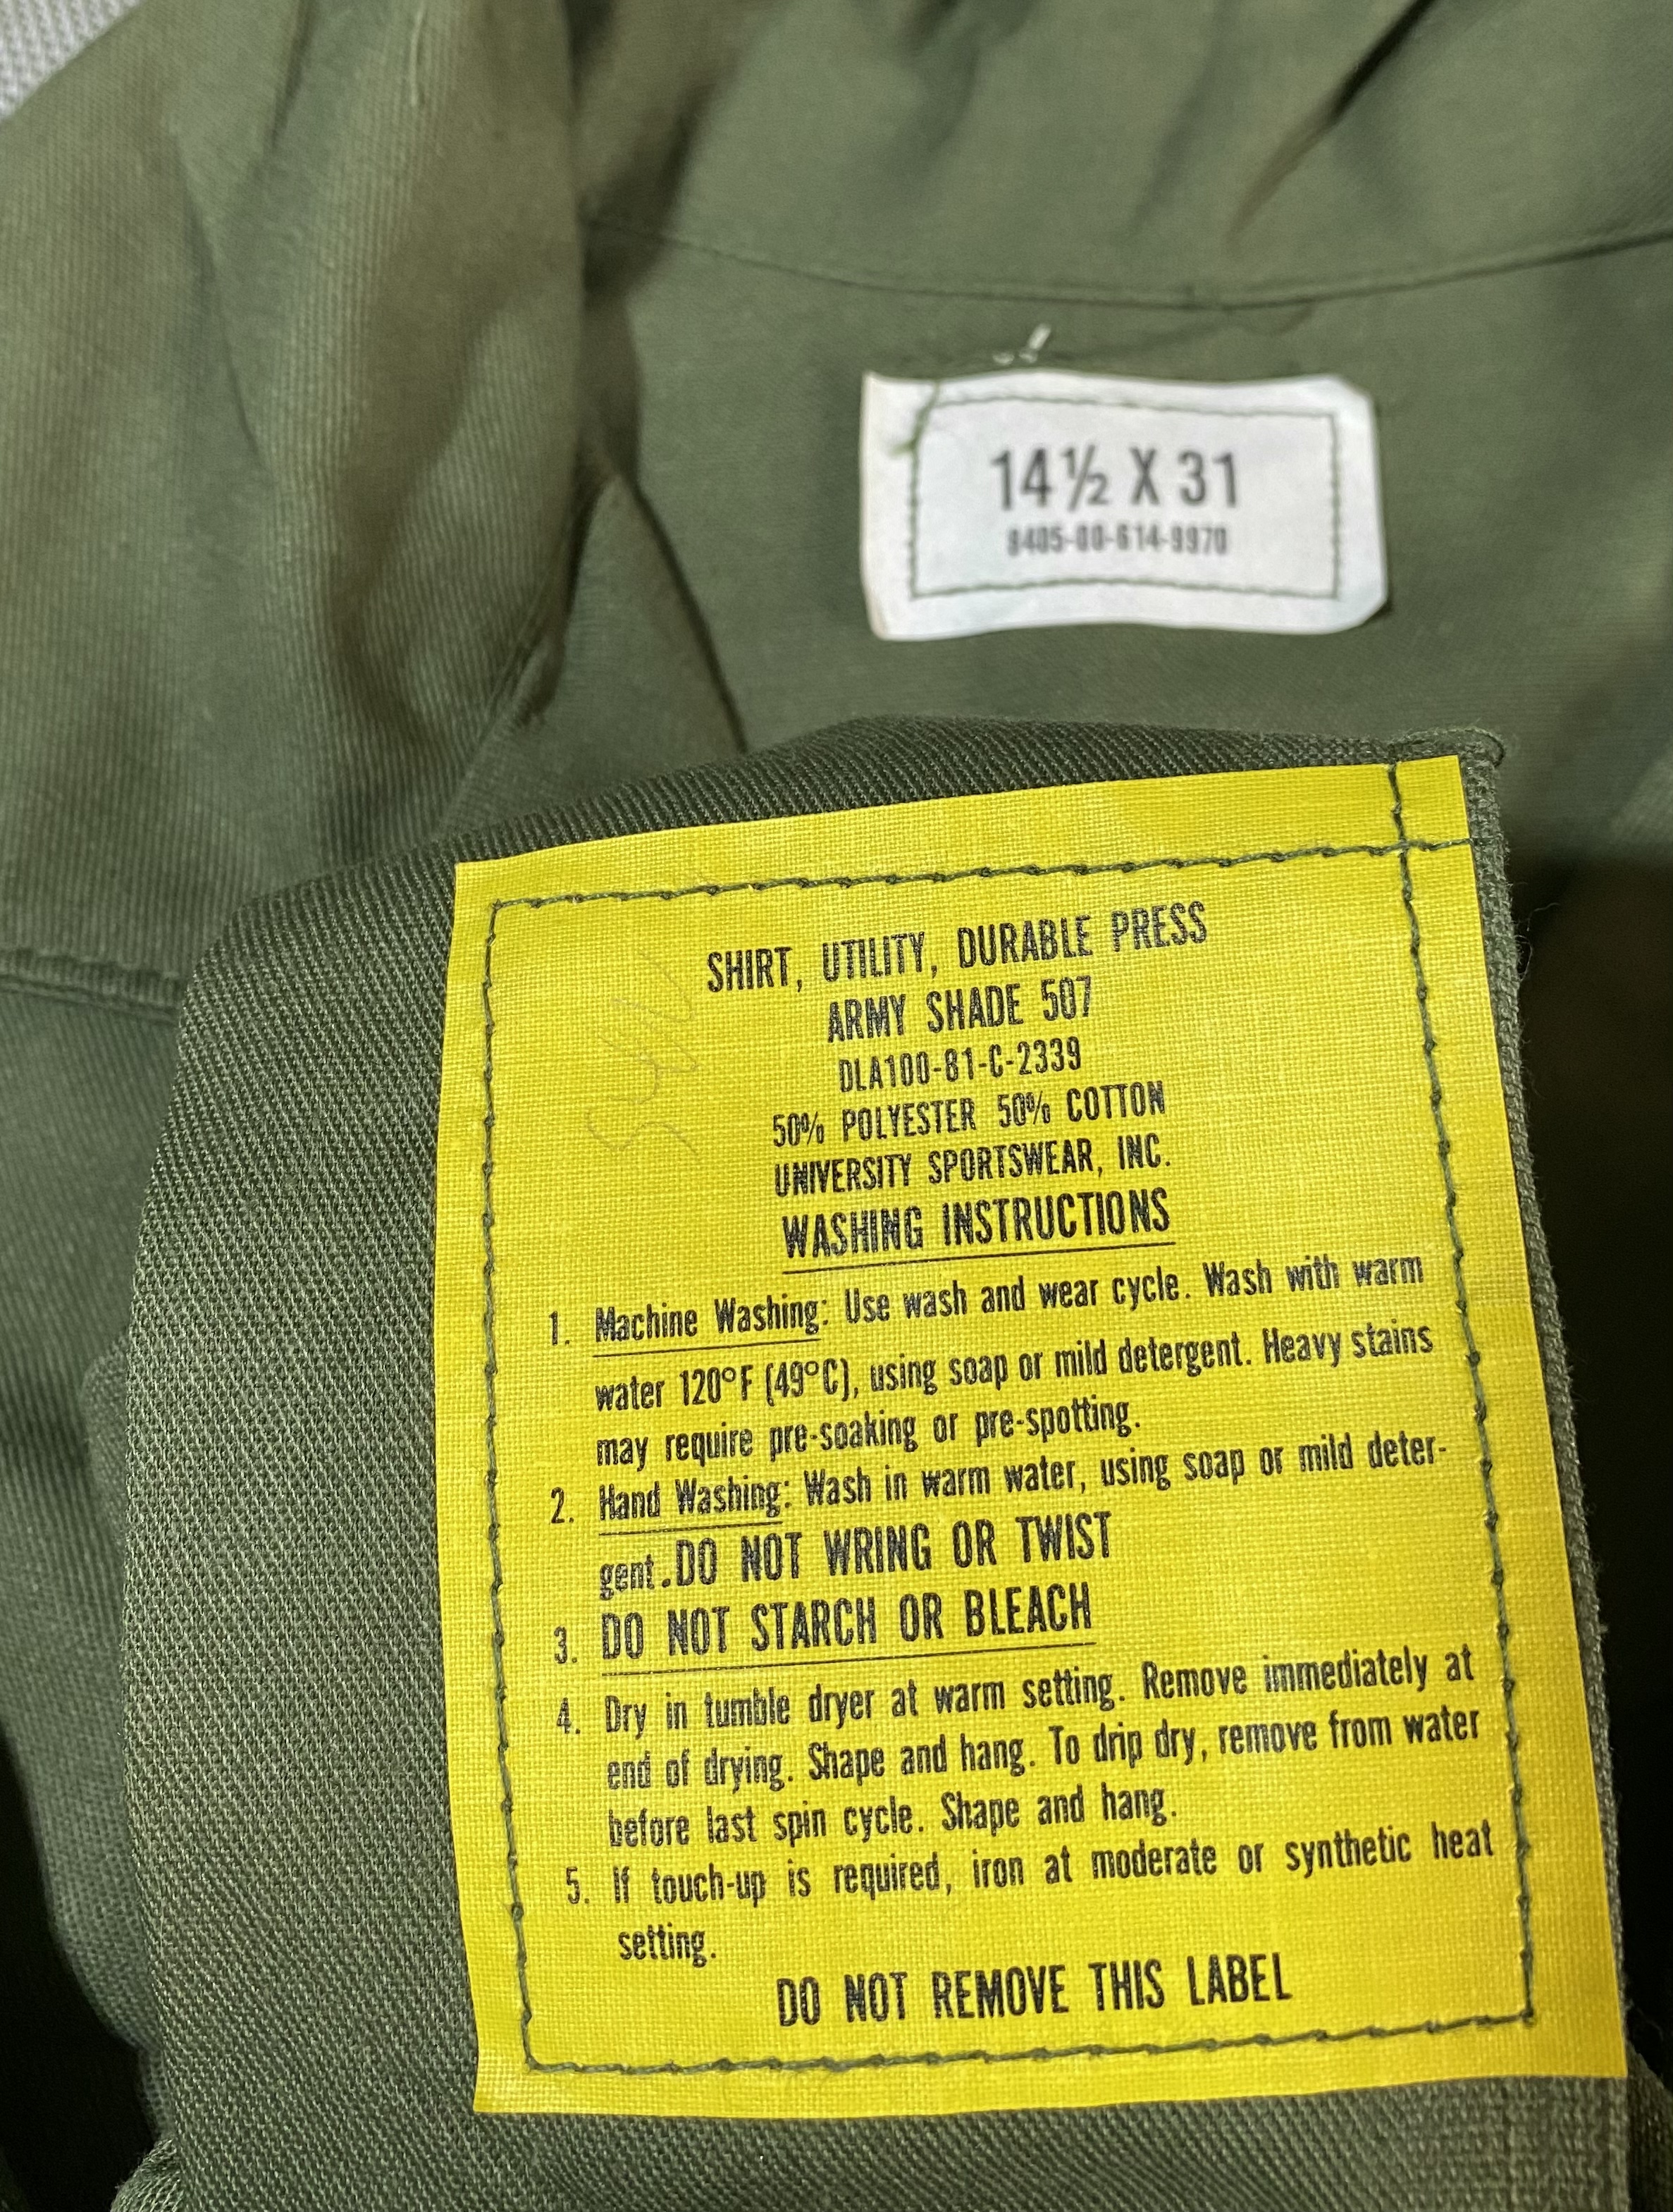 14½ X 31
8405-00-614-9970
SHIRT, UTILITY, DURABLE PRESS
ARMY SHADE 507
DLA100-81-C-2339
50% POLYESTER 50% COTTON
UNIVERSITY SPORTSWEAR, INC.
WASHING INSTRUCTIONS
1. Machine Washing: Use wash and wear cycle. Wash with warm
water 120°F (49°C), using soap or mild detergent. Heavy stains
may require pre-soaking or pre-spotting.
2. Hand Washing: Wash in warm water, using soap or mild deter-
gent. DO NOT WRING OR TWIST
3. DO NOT STARCH OR BLEACH
4. Dry in tumble dryer at warm setting. Remove immediately at
end of drying. Shape and hang. To drip dry, remove from water
before last spin cycle. Shape and hang.
5. If touch-up is required, iron at moderate or synthetic heat
setting.
DO NOT REMOVE THIS LABEL